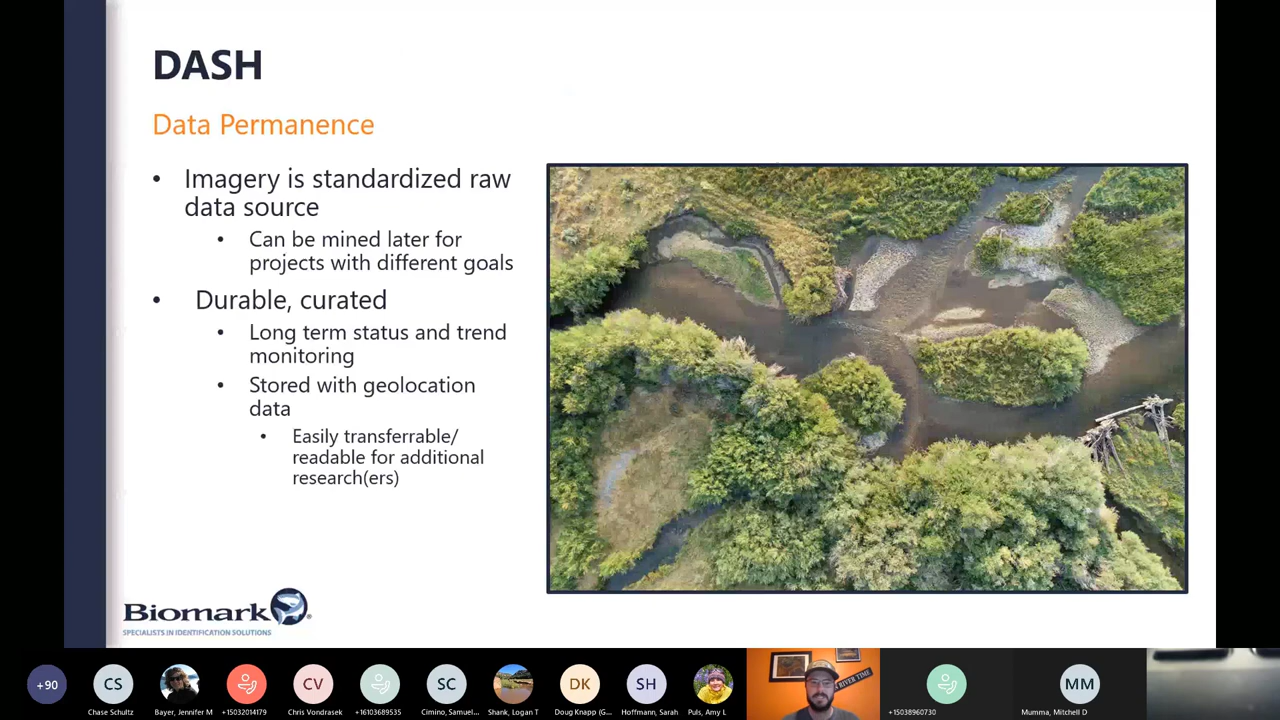 DASH
Data Permanence
• Imagery is standardized raw
data source
• Can be mined later for
projects with different goals
• Durable, curated
• Long term status and trend
monitoring
• Stored with geolocation
data
• Easily transferrable/
readable for additional
research(ers)
Biomark®
SPECIALISTS IN IDENTIFICATION SOLUTIONS
RIVER TIME
+90 CS CV SC DK SH MM
Chase Schultz Bayer, Jennifer M +15032014179 Chris Vondrasek +16103689535 Cimino, Samuel... Shank, Logan T Doug Knapp (G... Hoffmann, Sarah Puls, Amy L +15038960730 Mumma, Mitchell D